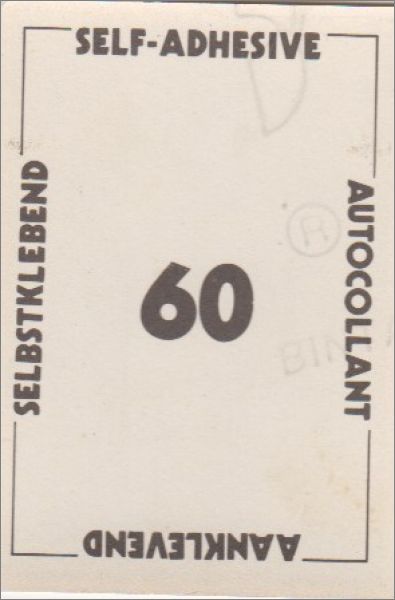 SELF-ADHESIVE
AUTOCOLLANT
SELBSTKLEBEND
60
®
AANKLEVEND